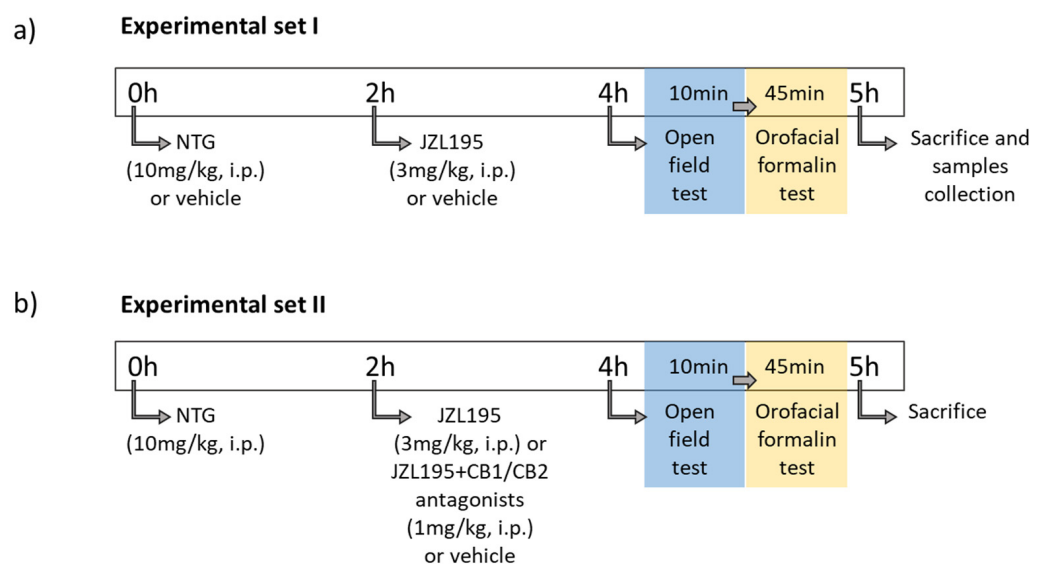 a)
Experimental set I
0h
2h
4h
10min
45min
5h
NTG
(10mg/kg, i.p.)
or vehicle
JZL195
(3mg/kg, i.p.)
or vehicle
Open
field
test
Orofacial
formalin
test
Sacrifice and
samples
collection
b)
Experimental set II
0h
2h
4h
10min
45min
5h
NTG
(10mg/kg, i.p.)
JZL195
(3mg/kg, i.p.) or
JZL195+CB1/CB2
antagonists
(1mg/kg, i.p.)
or vehicle
Open
field
test
Orofacial
formalin
test
Sacrifice